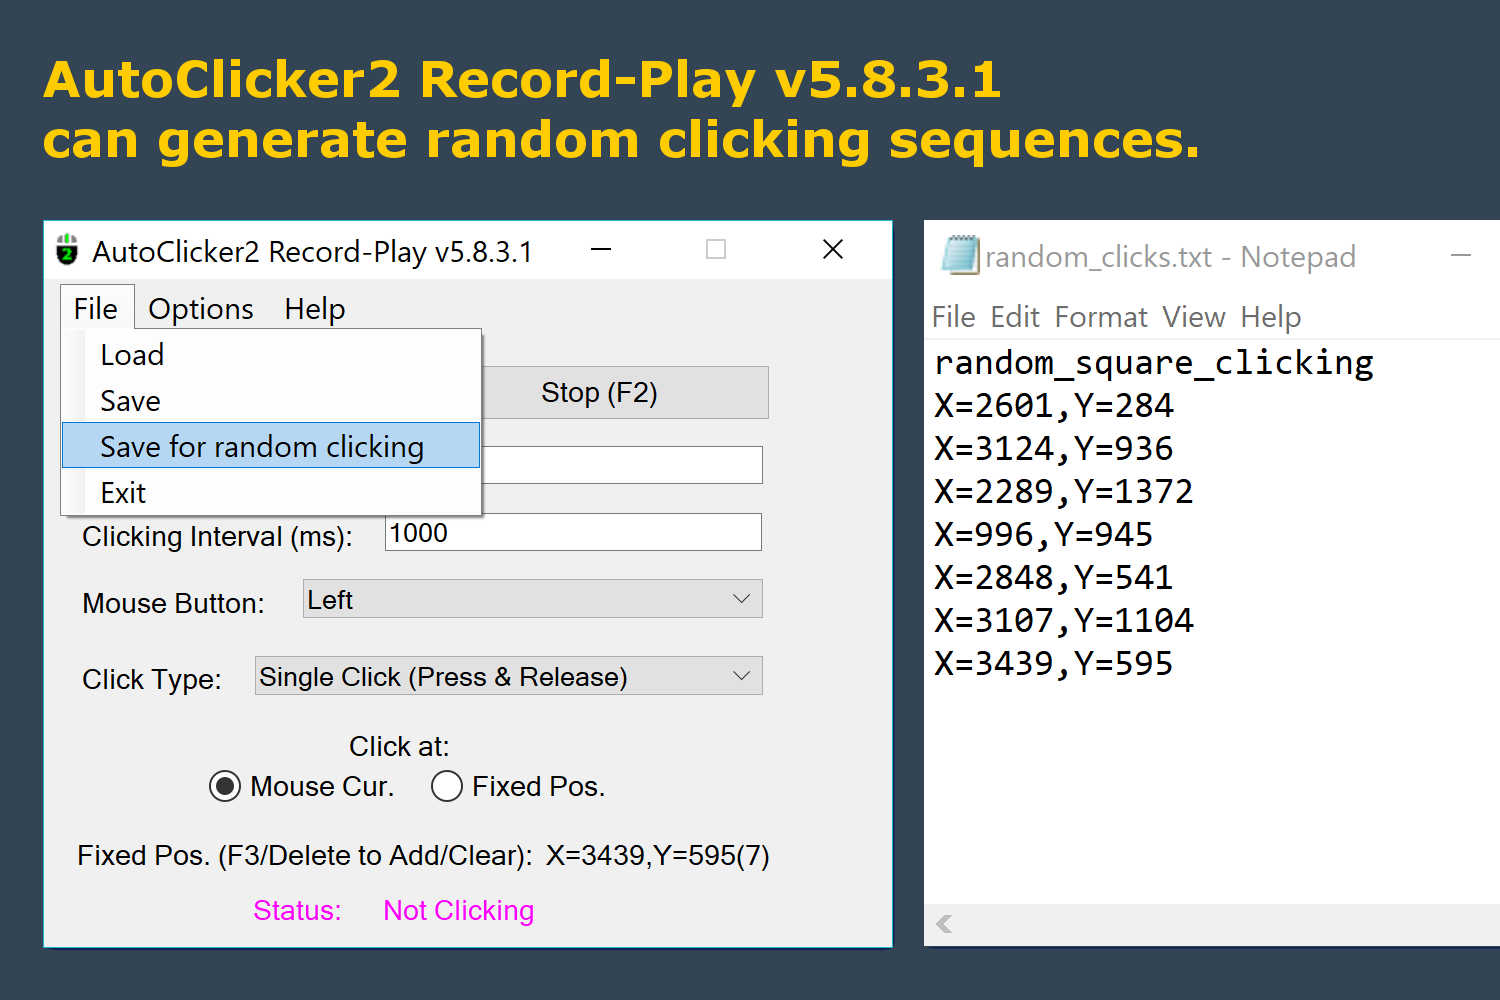 AutoClicker2 Record-Play v5.8.3.1
can generate random clicking sequences.
2
AutoClicker2 Record-Play v5.8.3.1
File Options Help
Load
Save
Save for random clicking
Exit
Stop (F2)
Clicking Interval (ms): 1000
Mouse Button: Left
Click Type: Single Click (Press & Release)
Click at:
Mouse Cur. Fixed Pos.
Fixed Pos. (F3/Delete to Add/Clear): X=3439,Y=595(7)
Status: Not Clicking
random_clicks.txt - Notepad
File Edit Format View Help
random_square_clicking
X=2601,Y=284
X=3124,Y=936
X=2289,Y=1372
X=996,Y=945
X=2848,Y=541
X=3107,Y=1104
X=3439,Y=595